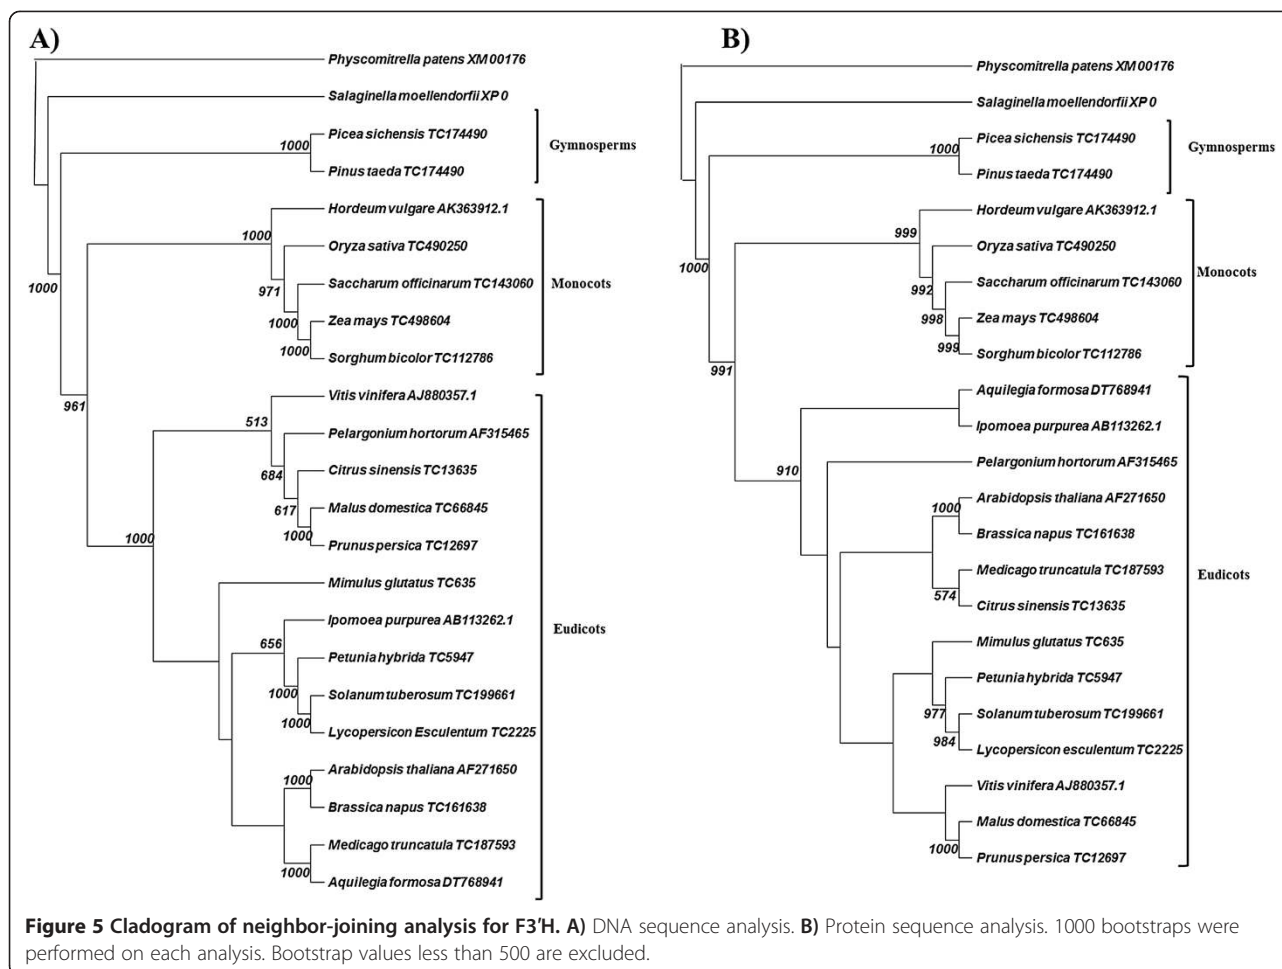 A)
Physcomitrella patens XM00176
Salaginella moellendorfii XP0
Picea sichensis TC174490
1000
Gymnosperms
Pinus taeda TC174490
Hordeum vulgare AK363912.1
1000
Oryza sativa TC490250
971
Saccharum officinarum TC143060
Monocots
1000
1000
Zea mays TC498604
1000
Sorghum bicolor TC112786
961
Vitis vinifera AJ880357.1
513
Pelargonium hortorum AF315465
684
Citrus sinensis TC13635
617
Malus domestica TC66845
1000
1000
Prunus persica TC12697
Mimulus glutatus TC635
Ipomoea purpurea AB113262.1
Eudicots
656
Petunia hybrida TC5947
1000
Solanum tuberosum TC199661
1000
Lycopersicon Esculentum TC2225
Arabidopsis thaliana AF271650
1000
Brassica napus TC161638
Medicago truncatula TC187593
1000
Aquilegia formosa DT768941
B)
Physcomitrella patens XM00176
Salaginella moellendorfii XP0
Picea sichensis TC174490
1000
Gymnosperms
Pinus taeda TC174490
Hordeum vulgare AK363912.1
999
Oryza sativa TC490250
1000
992
Saccharum officinarum TC143060
Monocots
998
Zea mays TC498604
999
Sorghum bicolor TC112786
991
Aquilegia formosa DT768941
Ipomoea purpurea AB113262.1
910
Pelargonium hortorum AF315465
Arabidopsis thaliana AF271650
1000
Brassica napus TC161638
Medicago truncatula TC187593
Eudicots
574
Citrus sinensis TC13635
Mimulus glutatus TC635
Petunia hybrida TC5947
977
Solanum tuberosum TC199661
984
Lycopersicon esculentum TC2225
Vitis vinifera AJ880357.1
Malus domestica TC66845
1000
Prunus persica TC12697
Figure 5 Cladogram of neighbor-joining analysis for F3'H. A) DNA sequence analysis. B) Protein sequence analysis. 1000 bootstraps were
performed on each analysis. Bootstrap values less than 500 are excluded.